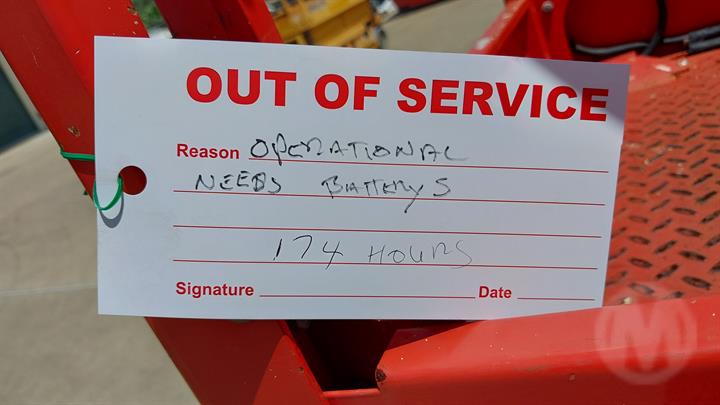 OUT OF SERVICE
Reason OPERATIONAL
NEEDS BATTERYS
174 HOURS
Signature Date
M